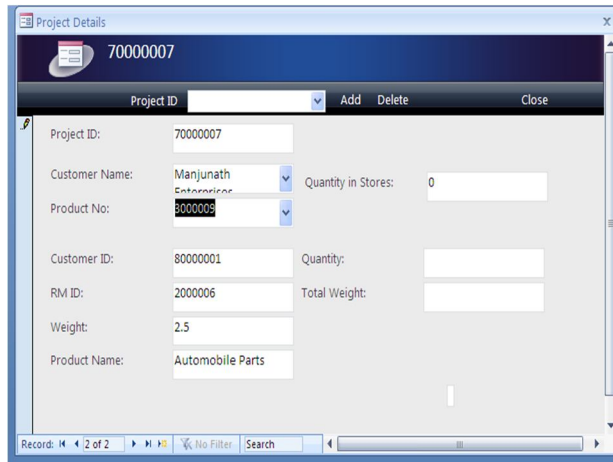 Project Details
70000007
Project ID Add Delete Close
Project ID: 70000007
Customer Name: Manjunath Enterprises Quantity in Stores: 0
Product No: 3000009
Customer ID: 80000001 Quantity:
RM ID: 2000006 Total Weight:
Weight: 2.5
Product Name: Automobile Parts
Record: 2 of 2 No Filter Search